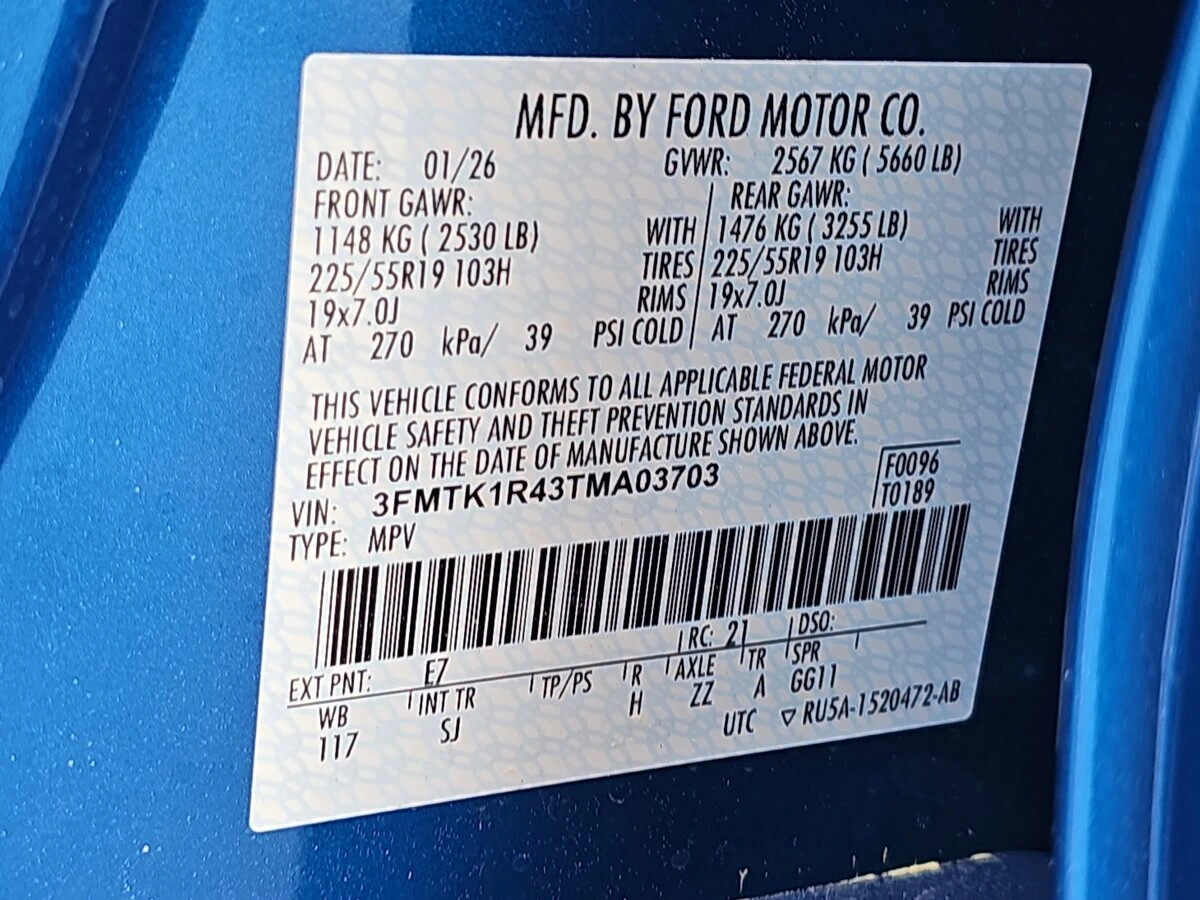 MFD. BY FORD MOTOR CO.
DATE: 01/26 GVWR: 2567 KG ( 5660 LB)
FRONT GAWR: REAR GAWR:
1148 KG ( 2530 LB) WITH 1476 KG ( 3255 LB) WITH
225/55R19 103H TIRES 225/55R19 103H TIRES
19x7.0J RIMS 19x7.0J RIMS
AT 270 kPa/ 39 PSI COLD AT 270 kPa/ 39 PSI COLD
THIS VEHICLE CONFORMS TO ALL APPLICABLE FEDERAL MOTOR
VEHICLE SAFETY AND THEFT PREVENTION STANDARDS IN
EFFECT ON THE DATE OF MANUFACTURE SHOWN ABOVE.
VIN: 3FMTK1R43TMA03703 F0096
TYPE: MPV T0189
EXT PNT: E7 RC: 21 DSO:
WB INT TR TP/PS R AXLE TR SPR
117 SJ H ZZ A GG11
UTC ▽ RU5A-1520472-AB